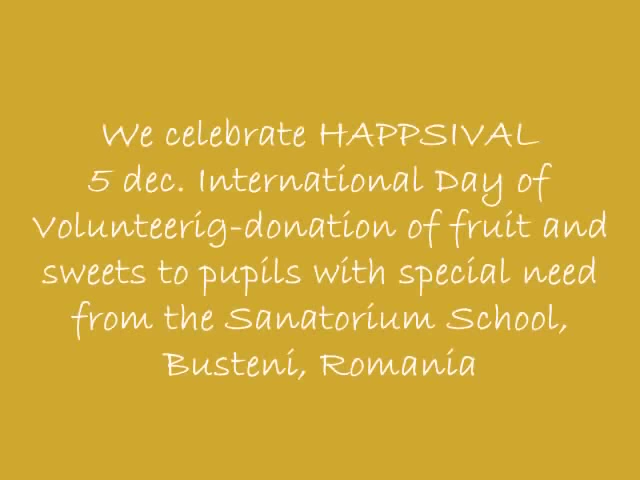 We celebrate HAPPSIVAL
5 dec. International Day of
Volunteerig-donation of fruit and
sweets to pupils with special need
from the Sanatorium School,
Busteni, Romania